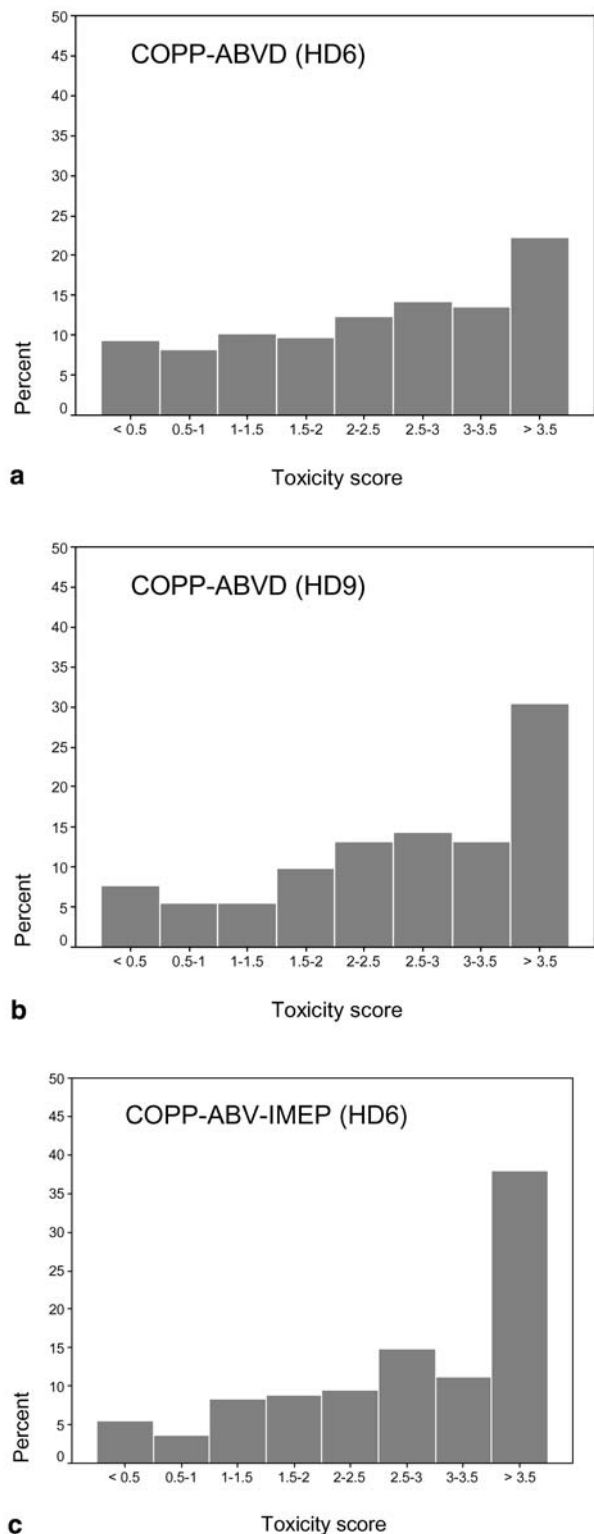 50
COPP-ABVD (HD6)
45
40
35
30
25
20
15
10
5
0
Percent
< 0.5 0.5-1 1-1.5 1.5-2 2-2.5 2.5-3 3-3.5 > 3.5
a Toxicity score
50
COPP-ABVD (HD9)
45
40
35
30
25
20
15
10
5
0
Percent
< 0.5 0.5-1 1-1.5 1.5-2 2-2.5 2.5-3 3-3.5 > 3.5
b Toxicity score
50
COPP-ABV-IMEP (HD6)
45
40
35
30
25
20
15
10
5
0
Percent
< 0.5 0.5-1 1-1.5 1.5-2 2-2.5 2.5-3 3-3.5 > 3.5
c Toxicity score